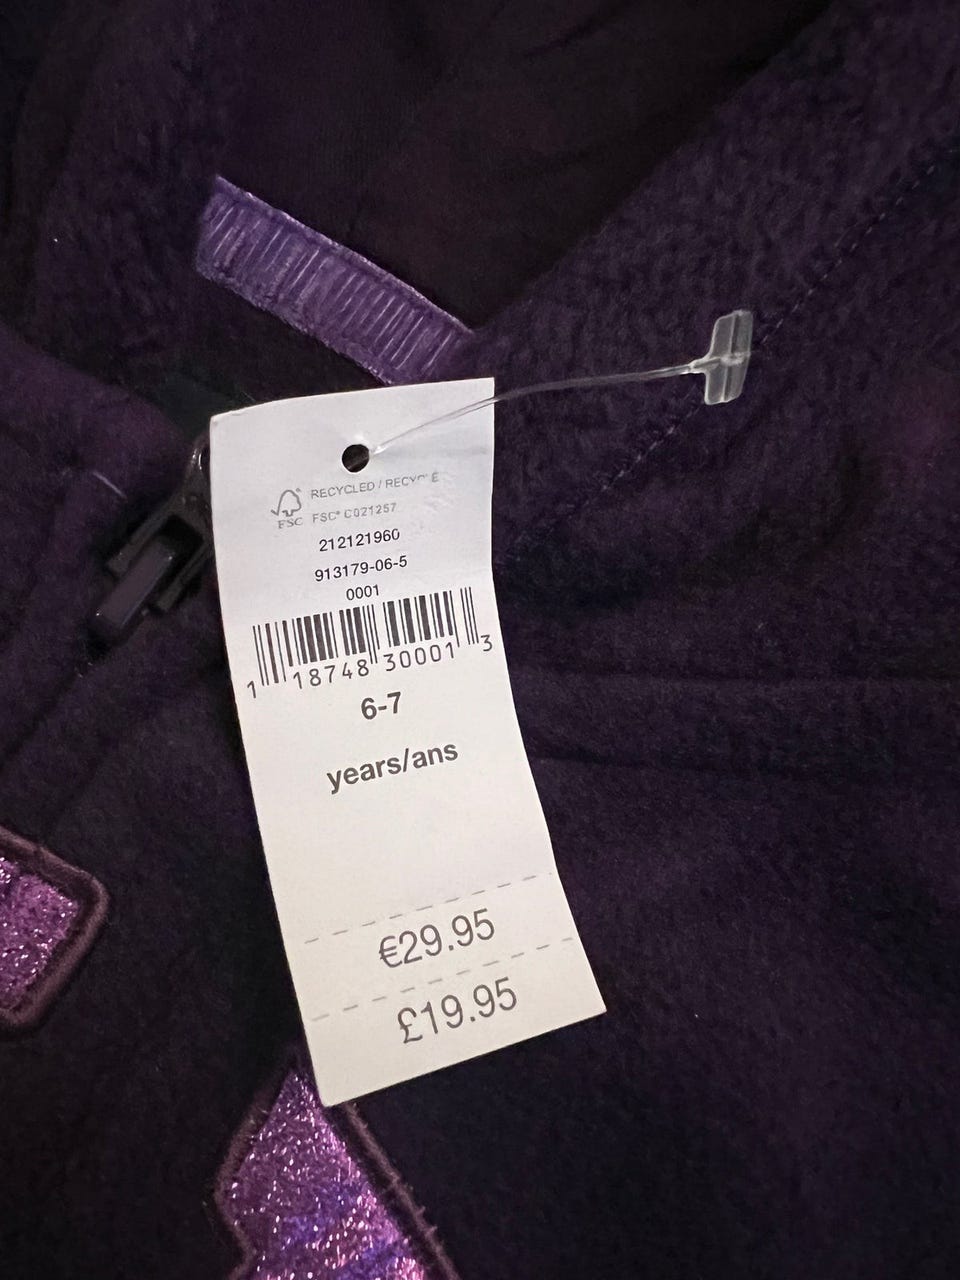 RECYCLED / RECYCLÉ
FSC
FSC® C021257
212121960
913179-06-5
0001
1 18748 30001 3
6-7
years/ans
€29.95
£19.95